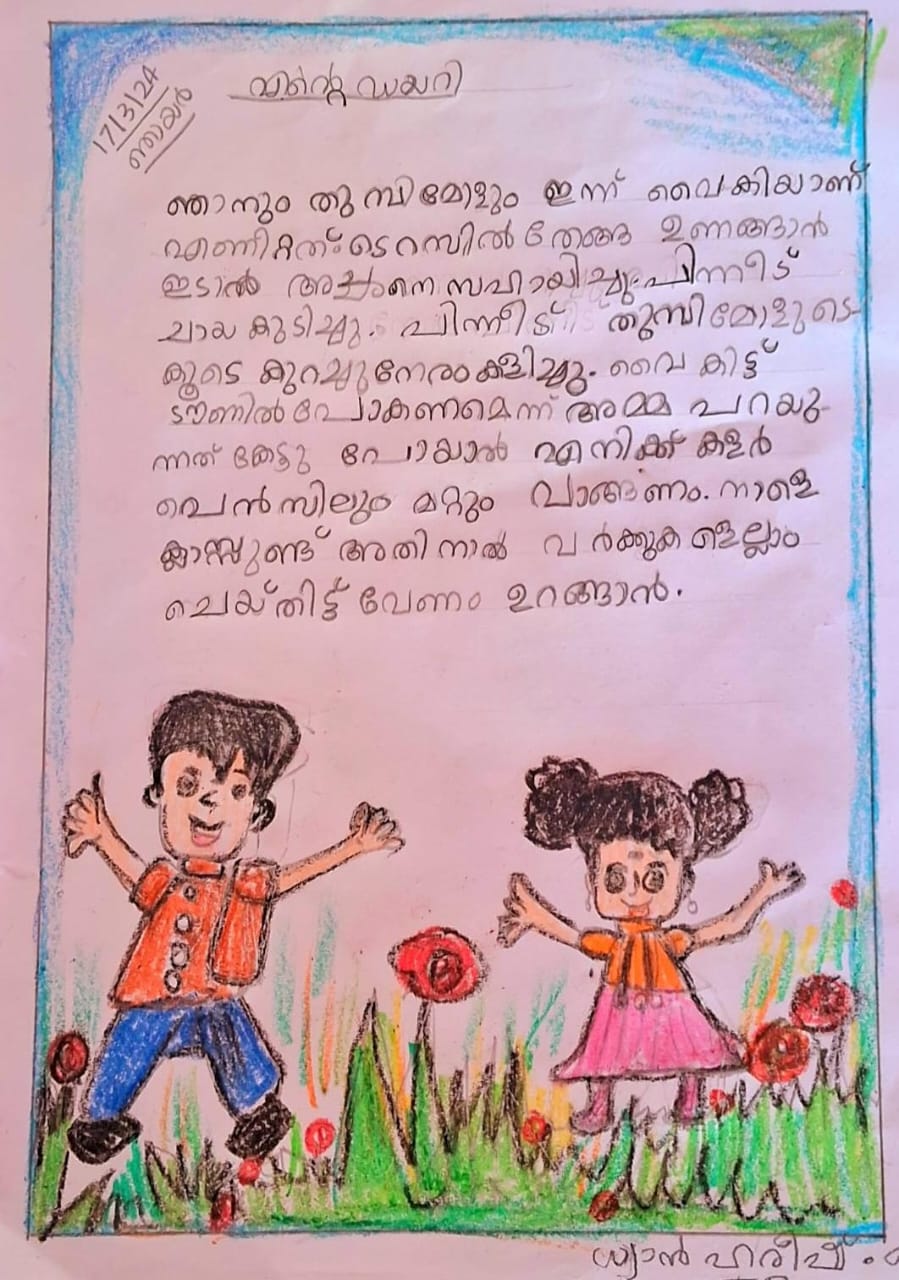 17/3/24
ഞായർ
എന്റെ ഡയറി
ഞാനും തുമ്പിമോളും ഇന്ന് വൈകിയാണ്
എണീറ്റത്. ടെറസിൽ തേങ്ങ ഉണങ്ങാൻ
ഇടാൻ അച്ഛനെ സഹായിച്ചു. പിന്നീട്
ചായ കുടിച്ചു. പിന്നീട് തുമ്പിമോളുടെ
കൂടെ കുറച്ചുനേരം കളിച്ചു. വൈകിട്ട്
ടൗണിൽ പോകണമെന്ന് അമ്മ പറയു-
ന്നത് കേട്ടു പോയാൽ എനിക്ക് കളർ
പെൻസിലും മറ്റും വാങ്ങണം. നാളെ
ക്ലാസ്സുണ്ട് അതിനാൽ വർക്കുകളെല്ലാം
ചെയ്തിട്ട് വേണം ഉറങ്ങാൻ.
ധ്യാൻ ഹരീഷ്.